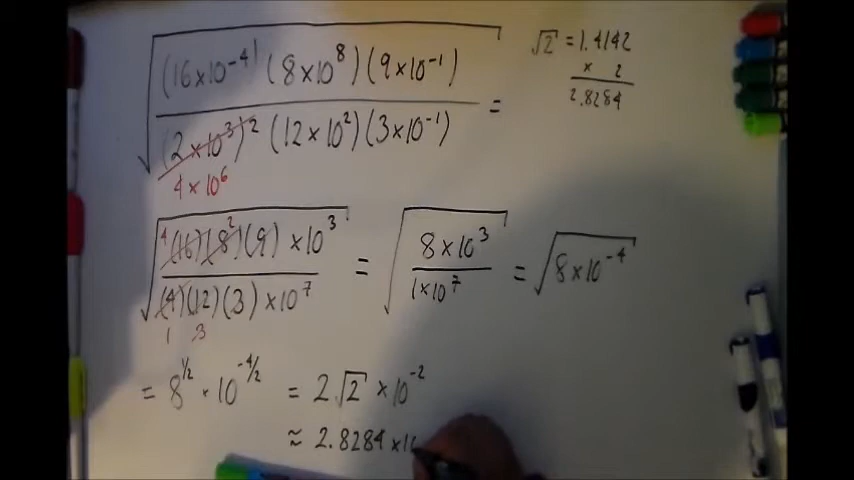 √((16×10⁻⁴)(8×10⁸)(9×10⁻¹) / (2×10³)² (12×10²)(3×10⁻¹)) =
4×10⁶
√2 = 1.4142
× 2
2.8284
√(⁴(16)(8²)(9)×10³ / (4)(12)(3)×10⁷) = √(8×10³ / 1×10⁷) = √(8×10⁻⁴)
1 3
= 8^(1/2) · 10^(-4/2) = 2√2 × 10⁻²
≈ 2.8284×10